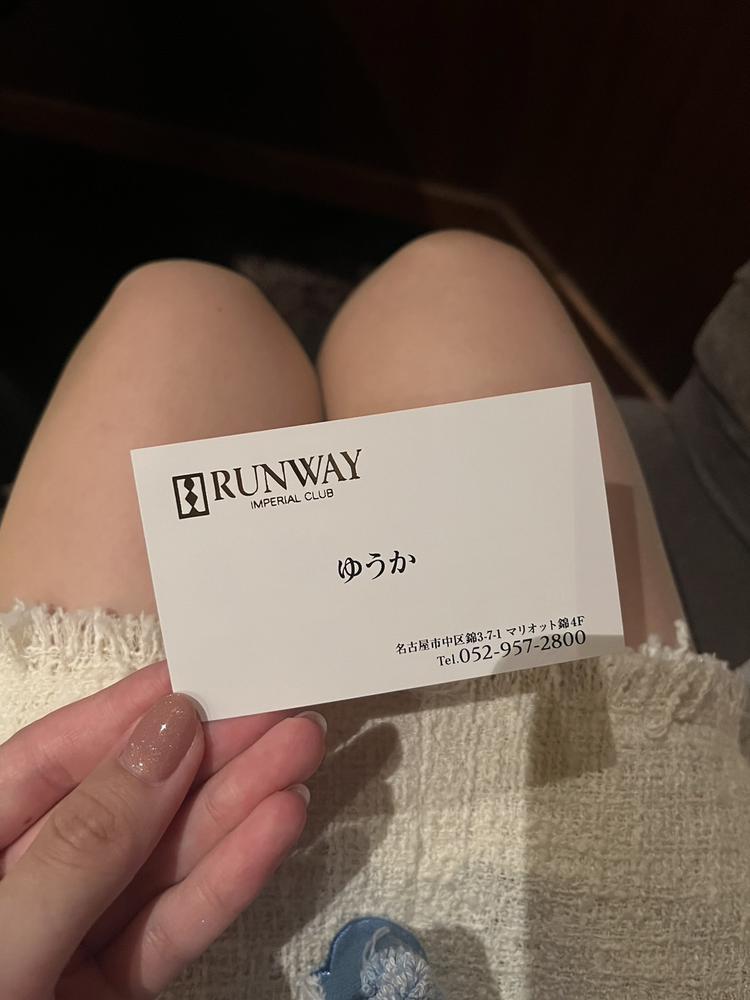 RUNWAY
IMPERIAL CLUB
ゆうか
名古屋市中区錦3-7-1 マリオット錦4F
Tel.052-957-2800